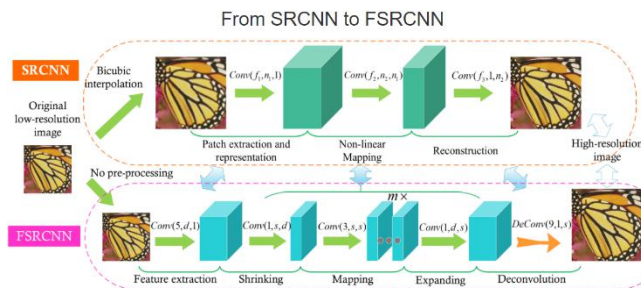 From SRCNN to FSRCNN
SRCNN
Bicubic
interpolation
Conv(f₁,n₁,1)
Conv(f₂,n₂,n₁)
Conv(f₃,1,n₂)
Original
low-resolution
image
Patch extraction and
representation
Non-linear
Mapping
Reconstruction
High-resolution
image
No pre-processing
m×
FSRCNN
Conv(5,d,1)
Conv(1,s,d)
Conv(3,s,s)
Conv(1,d,s)
DeConv(9,1,s)
Feature extraction
Shrinking
Mapping
Expanding
Deconvolution